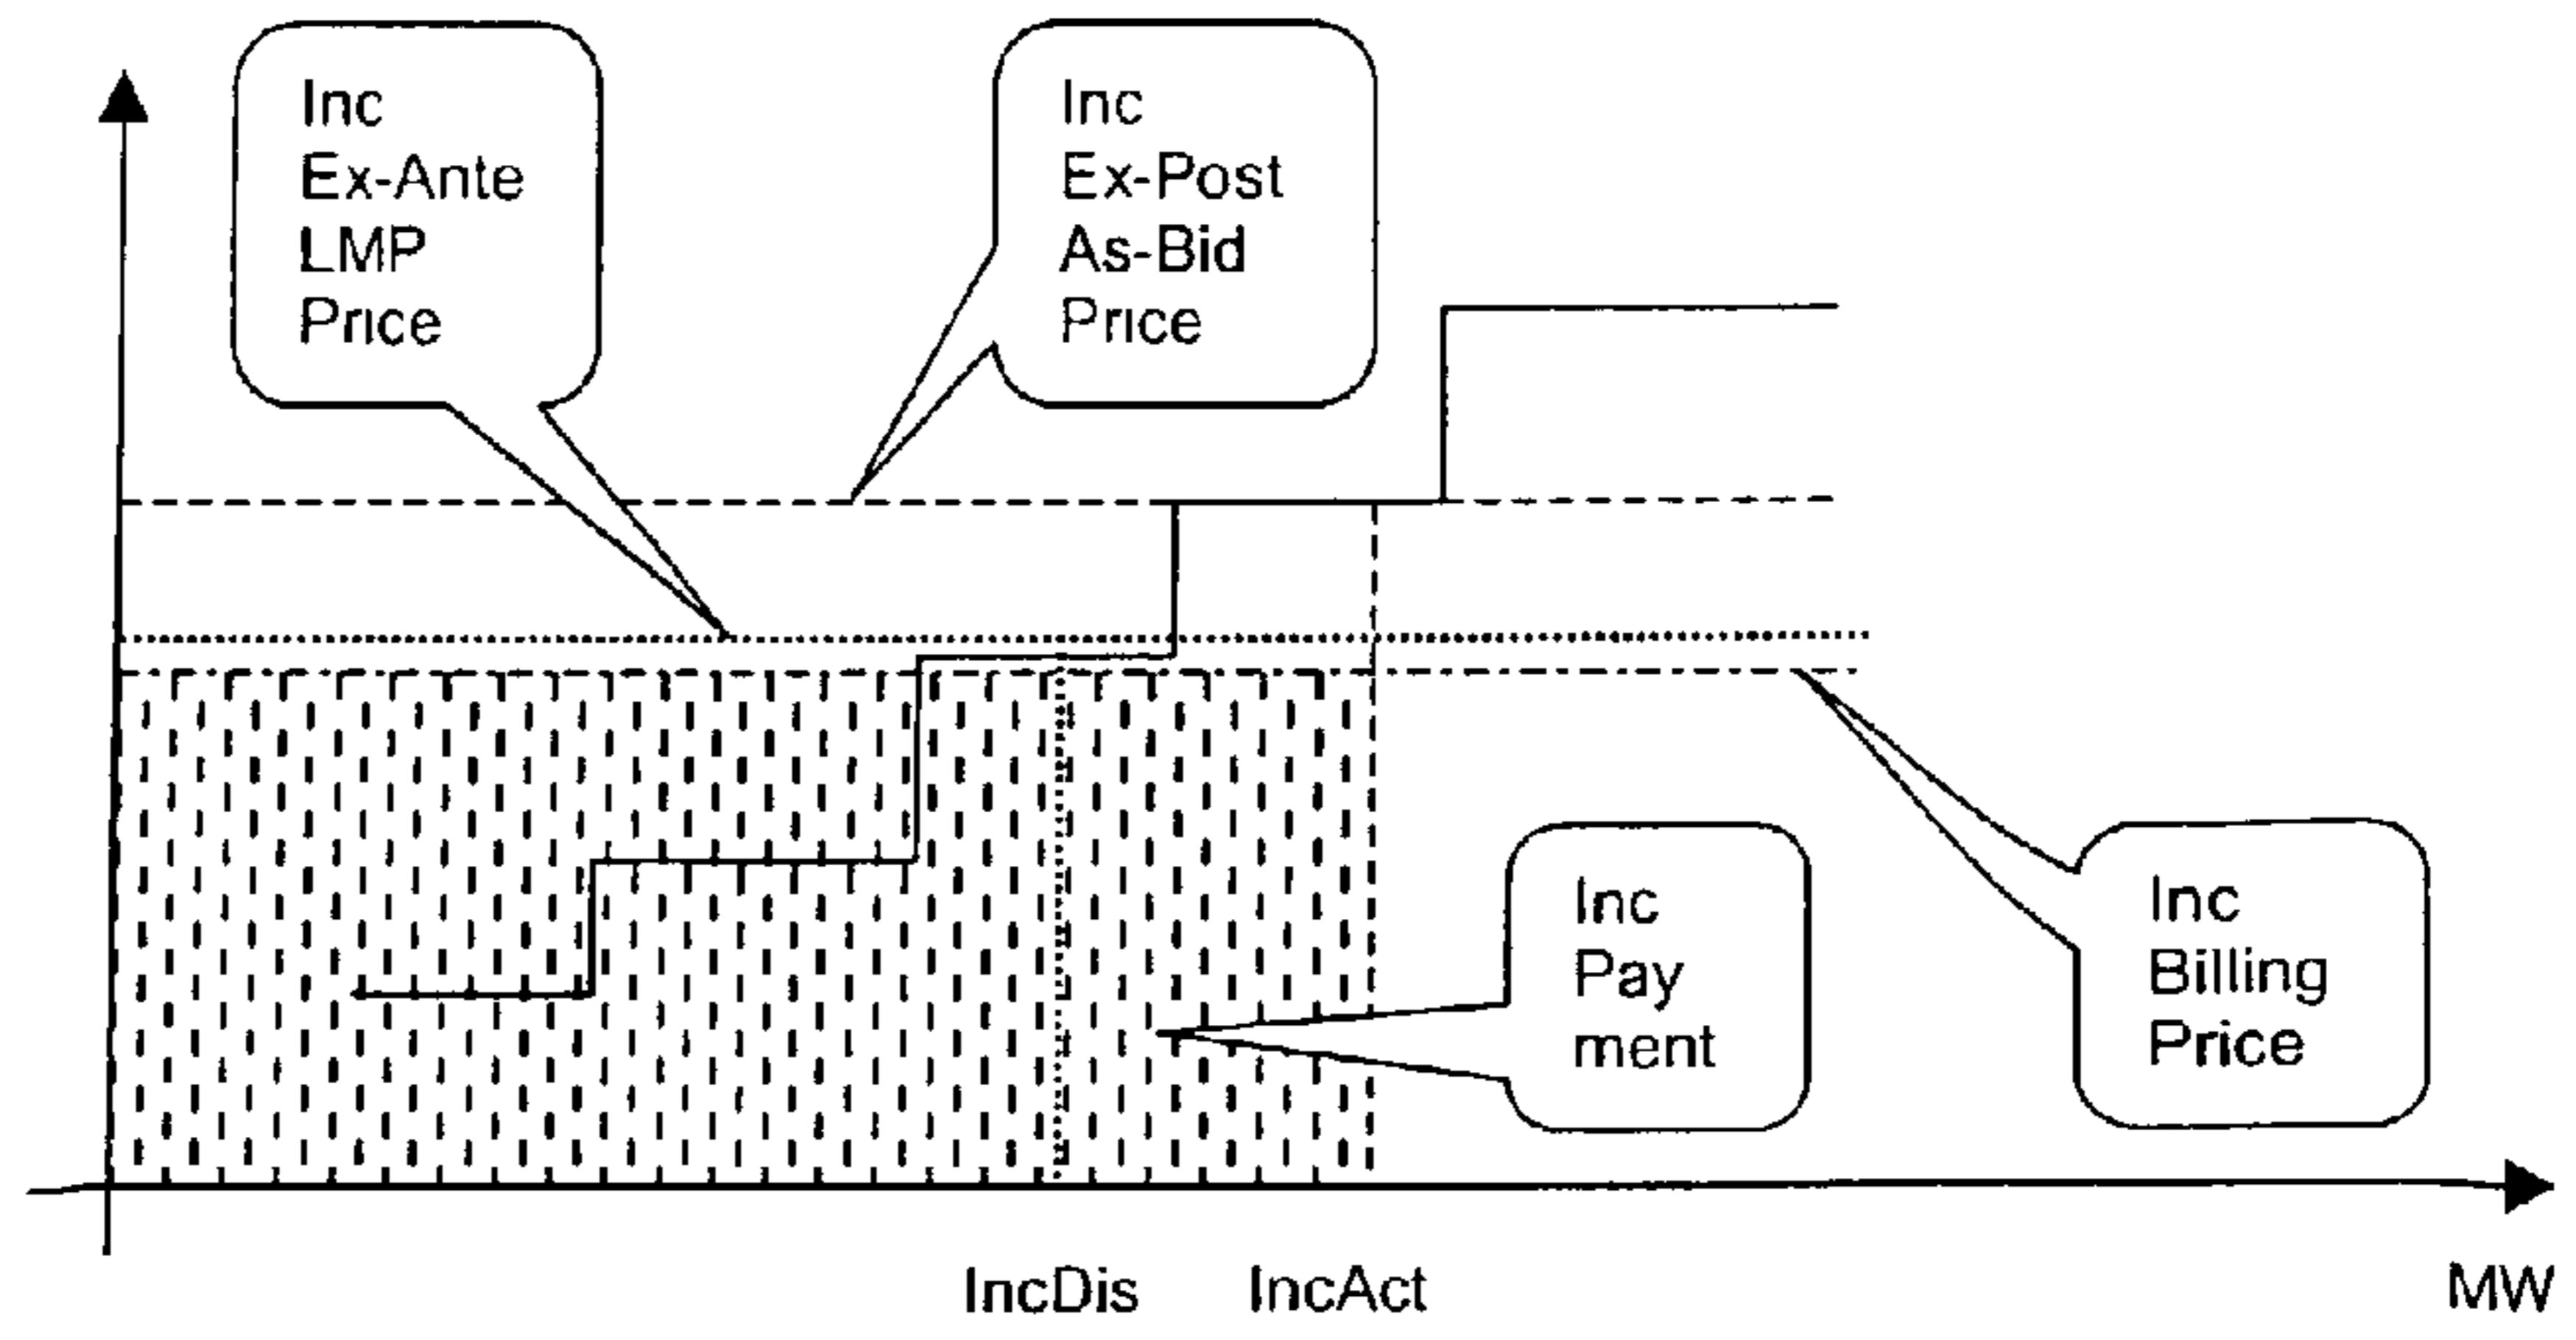 Inc
Ex-Ante
LMP
Price
Inc
Ex-Post
As-Bid
Price
Inc
Pay
ment
Inc
Billing
Price
IncDis
IncAct
MW